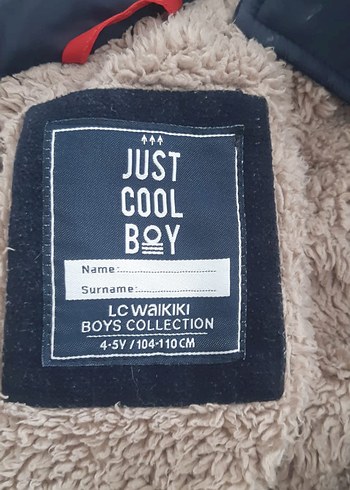 JUST
COOL
BOY
Name:
Surname:
LC WAIKIKI
BOYS COLLECTION
4-5Y / 104-110 CM